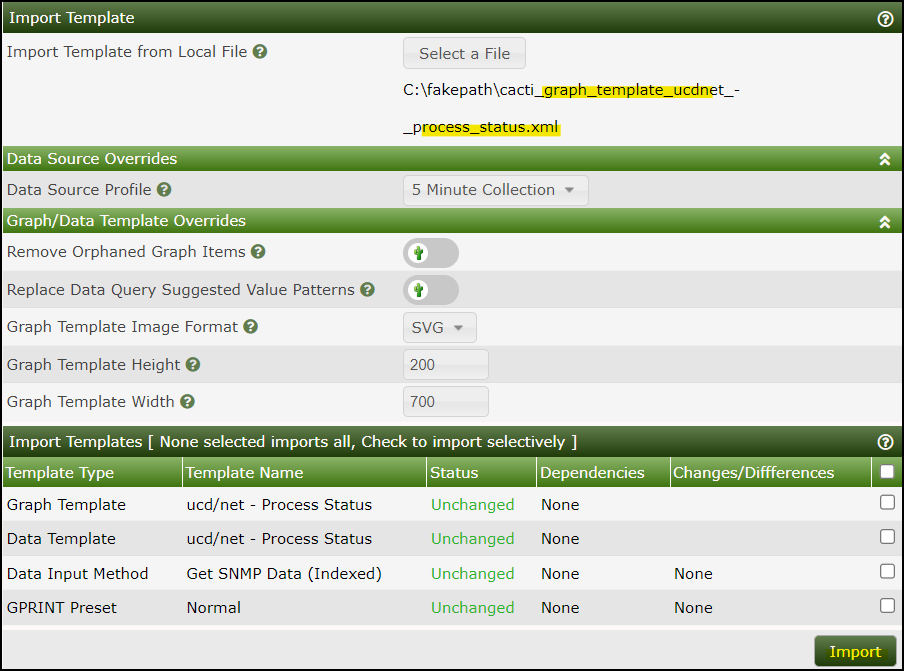 Import Template
Import Template from Local File
Select a File
C:\fakepath\cacti_graph_template_ucdnet_-
_process_status.xml
Data Source Overrides
Data Source Profile
5 Minute Collection
Graph/Data Template Overrides
Remove Orphaned Graph Items
Replace Data Query Suggested Value Patterns
Graph Template Image Format
SVG
Graph Template Height
200
Graph Template Width
700
Import Templates [ None selected imports all, Check to import selectively ]
Template Type Template Name Status Dependencies Changes/Diffferences
Graph Template ucd/net - Process Status Unchanged None
Data Template ucd/net - Process Status Unchanged None
Data Input Method Get SNMP Data (Indexed) Unchanged None None
GPRINT Preset Normal Unchanged None None
Import